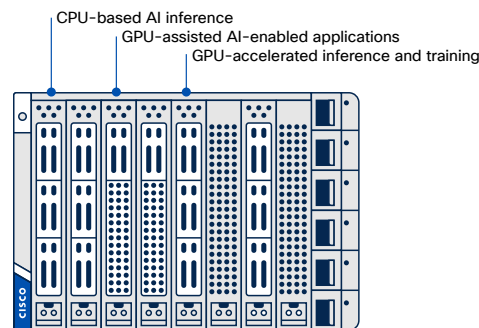 CPU-based AI inference
GPU-assisted AI-enabled applications
GPU-accelerated inference and training
CISCO